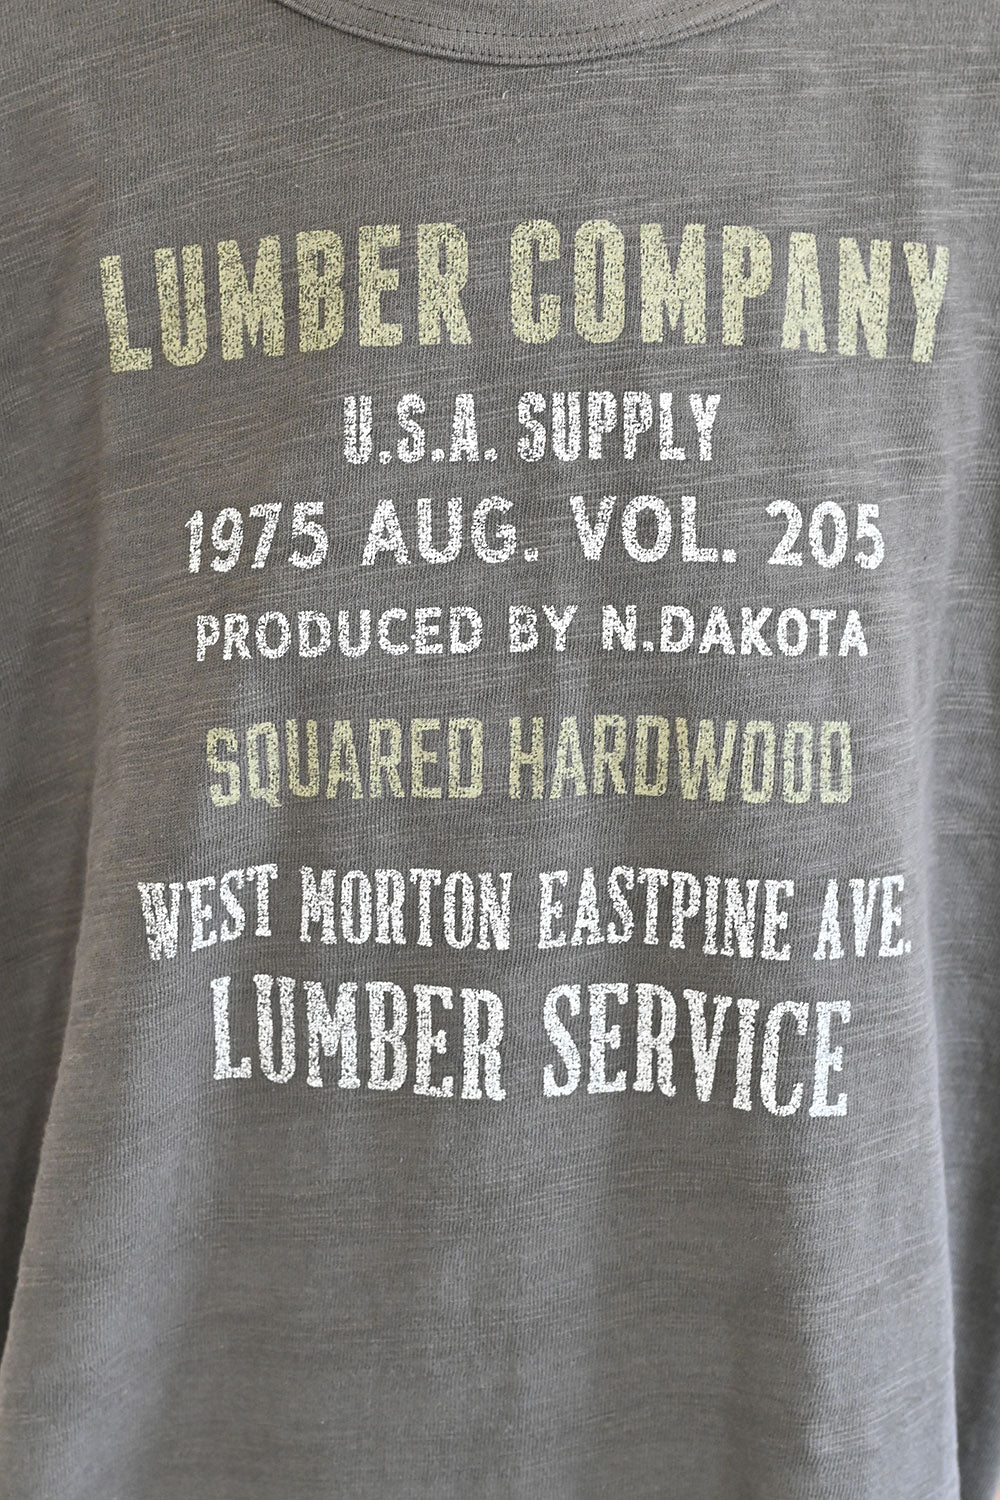 LUMBER COMPANY
U.S.A. SUPPLY
1975 AUG. VOL. 205
PRODUCED BY N.DAKOTA
SQUARED HARDWOOD
WEST MORTON EASTPINE AVE.
LUMBER SERVICE